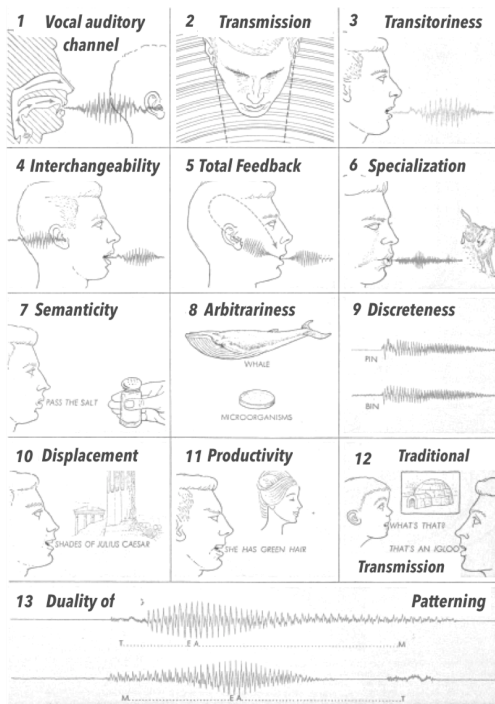 1 Vocal auditory
channel
2 Transmission
3 Transitoriness
4 Interchangeability
5 Total Feedback
6 Specialization
7 Semanticity
PASS THE SALT
8 Arbitrariness
WHALE
MICROORGANISMS
9 Discreteness
PIN
BIN
10 Displacement
SHADES OF JULIUS CAESAR
11 Productivity
SHE HAS GREEN HAIR
12 Traditional
WHAT'S THAT?
THAT'S AN IGLOO
Transmission
13 Duality of Patterning
T EA M
M EA T